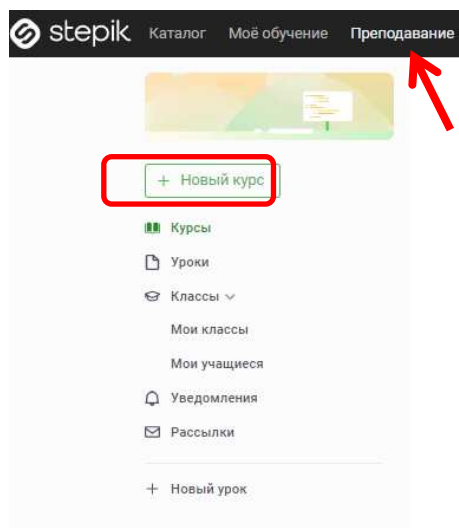 stepik Каталог Моё обучение Преподавание
+ Новый курс
Курсы
Уроки
Классы
Мои классы
Мои учащиеся
Уведомления
Рассылки
+ Новый урок